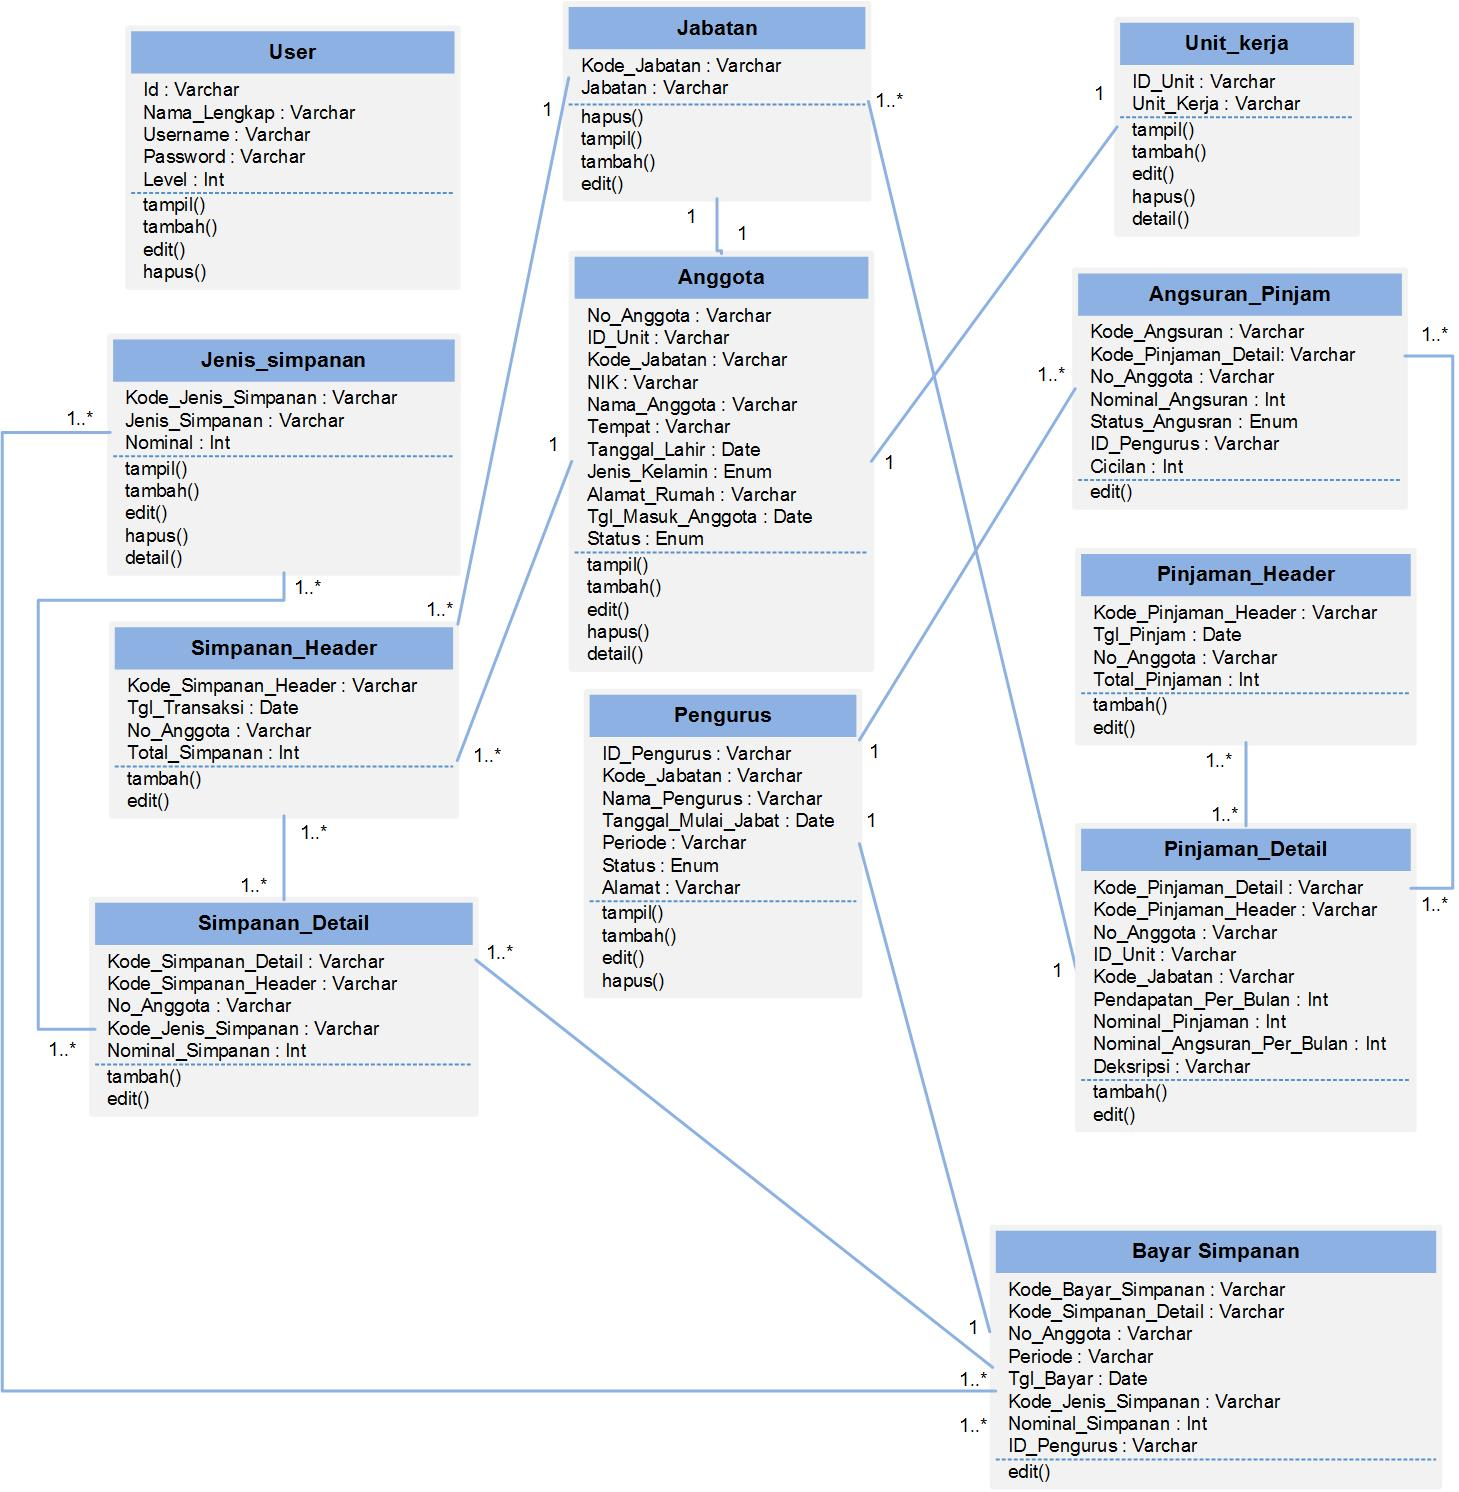 User
Id : Varchar
Nama_Lengkap : Varchar
Username : Varchar
Password : Varchar
Level : Int
tampil()
tambah()
edit()
hapus()
Jabatan
Kode_Jabatan : Varchar
Jabatan : Varchar
hapus()
tampil()
tambah()
edit()
1
1..*
1
1
Unit_kerja
ID_Unit : Varchar
Unit_Kerja : Varchar
tampil()
tambah()
edit()
hapus()
detail()
1
Anggota
No_Anggota : Varchar
ID_Unit : Varchar
Kode_Jabatan : Varchar
NIK : Varchar
Nama_Anggota : Varchar
Tempat : Varchar
Tanggal_Lahir : Date
Jenis_Kelamin : Enum
Alamat_Rumah : Varchar
Tgl_Masuk_Anggota : Date
Status : Enum
tampil()
tambah()
edit()
hapus()
detail()
1
1
Angsuran_Pinjam
Kode_Angsuran : Varchar
Kode_Pinjaman_Detail: Varchar
No_Anggota : Varchar
Nominal_Angsuran : Int
Status_Angusran : Enum
ID_Pengurus : Varchar
Cicilan : Int
edit()
1..*
1..*
Jenis_simpanan
Kode_Jenis_Simpanan : Varchar
Jenis_Simpanan : Varchar
Nominal : Int
tampil()
tambah()
edit()
hapus()
detail()
1..*
1..*
Pinjaman_Header
Kode_Pinjaman_Header : Varchar
Tgl_Pinjam : Date
No_Anggota : Varchar
Total_Pinjaman : Int
tambah()
edit()
1..*
1..*
Simpanan_Header
Kode_Simpanan_Header : Varchar
Tgl_Transaksi : Date
No_Anggota : Varchar
Total_Simpanan : Int
tambah()
edit()
1..*
1..*
1..*
1..*
Pengurus
ID_Pengurus : Varchar
Kode_Jabatan : Varchar
Nama_Pengurus : Varchar
Tanggal_Mulai_Jabat : Date
Periode : Varchar
Status : Enum
Alamat : Varchar
tampil()
tambah()
edit()
hapus()
1
1
Pinjaman_Detail
Kode_Pinjaman_Detail : Varchar
Kode_Pinjaman_Header : Varchar
No_Anggota : Varchar
ID_Unit : Varchar
Kode_Jabatan : Varchar
Pendapatan_Per_Bulan : Int
Nominal_Pinjaman : Int
Nominal_Angsuran_Per_Bulan : Int
Deksripsi : Varchar
tambah()
edit()
1..*
1
Simpanan_Detail
Kode_Simpanan_Detail : Varchar
Kode_Simpanan_Header : Varchar
No_Anggota : Varchar
Kode_Jenis_Simpanan : Varchar
Nominal_Simpanan : Int
tambah()
edit()
1..*
1..*
Bayar Simpanan
Kode_Bayar_Simpanan : Varchar
Kode_Simpanan_Detail : Varchar
No_Anggota : Varchar
Periode : Varchar
Tgl_Bayar : Date
Kode_Jenis_Simpanan : Varchar
Nominal_Simpanan : Int
ID_Pengurus : Varchar
edit()
1
1..*
1..*